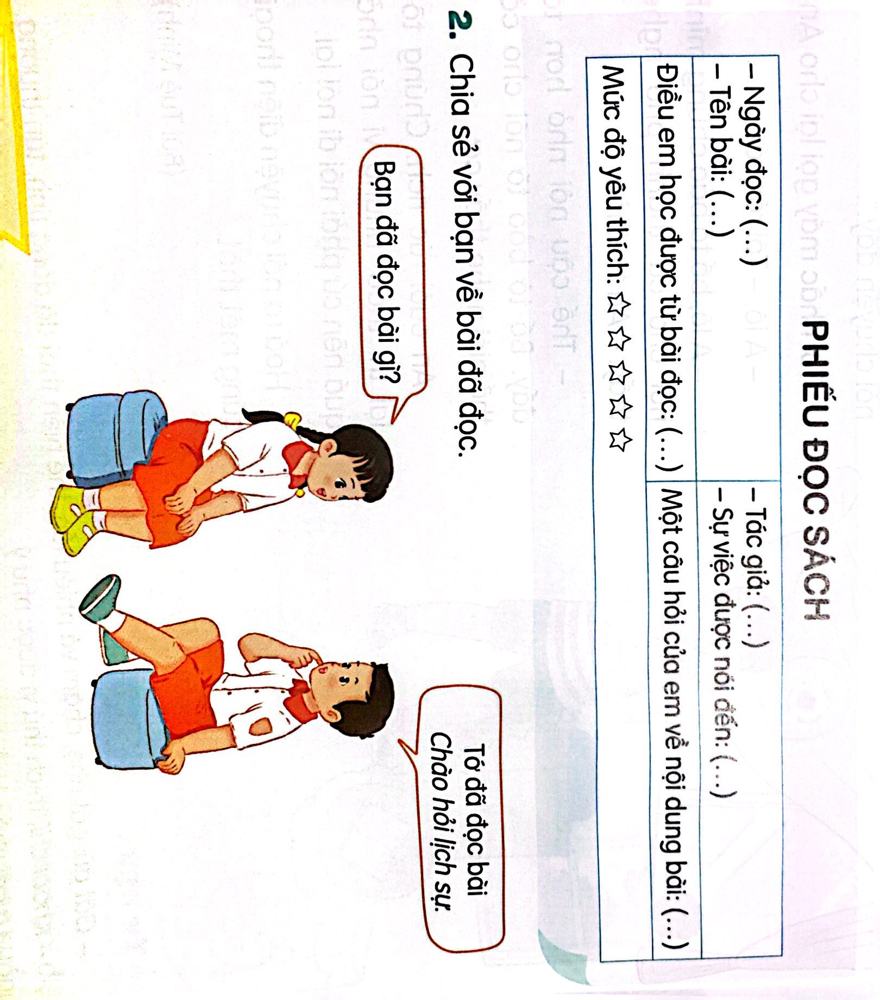 PHIẾU ĐỌC SÁCH
– Ngày đọc: (...)
– Tên bài: (...)
– Tác giả: (...)
– Sự việc được nói đến: (...)
Điều em học được từ bài đọc: (...)
Một câu hỏi của em về nội dung bài: (...)
Mức độ yêu thích: ☆ ☆ ☆ ☆ ☆
2. Chia sẻ với bạn về bài đã đọc.
Bạn đã đọc bài gì?
Tớ đã đọc bài
Chào hỏi lịch sự.